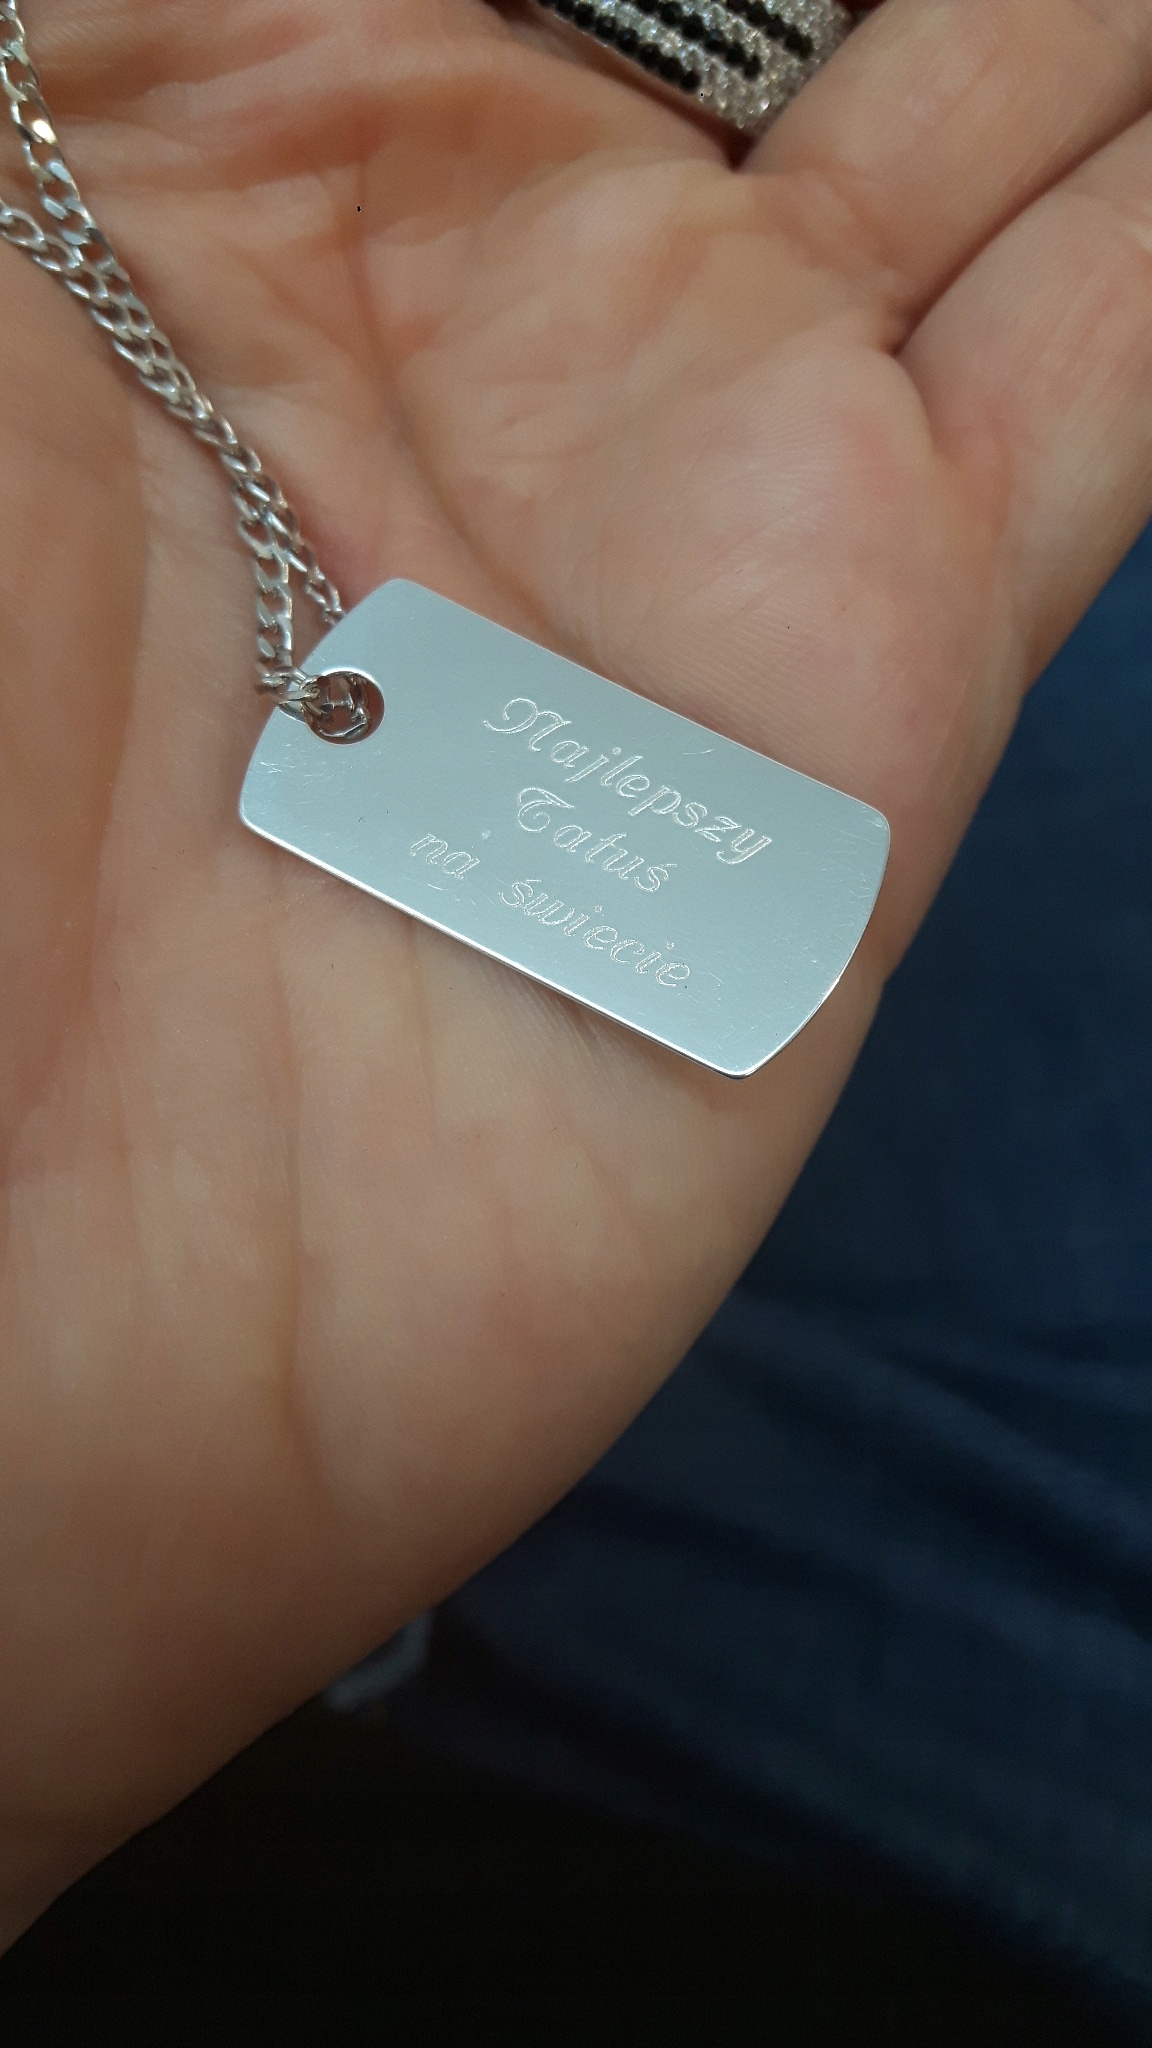 Najlepszy
Tatuś
na świecie